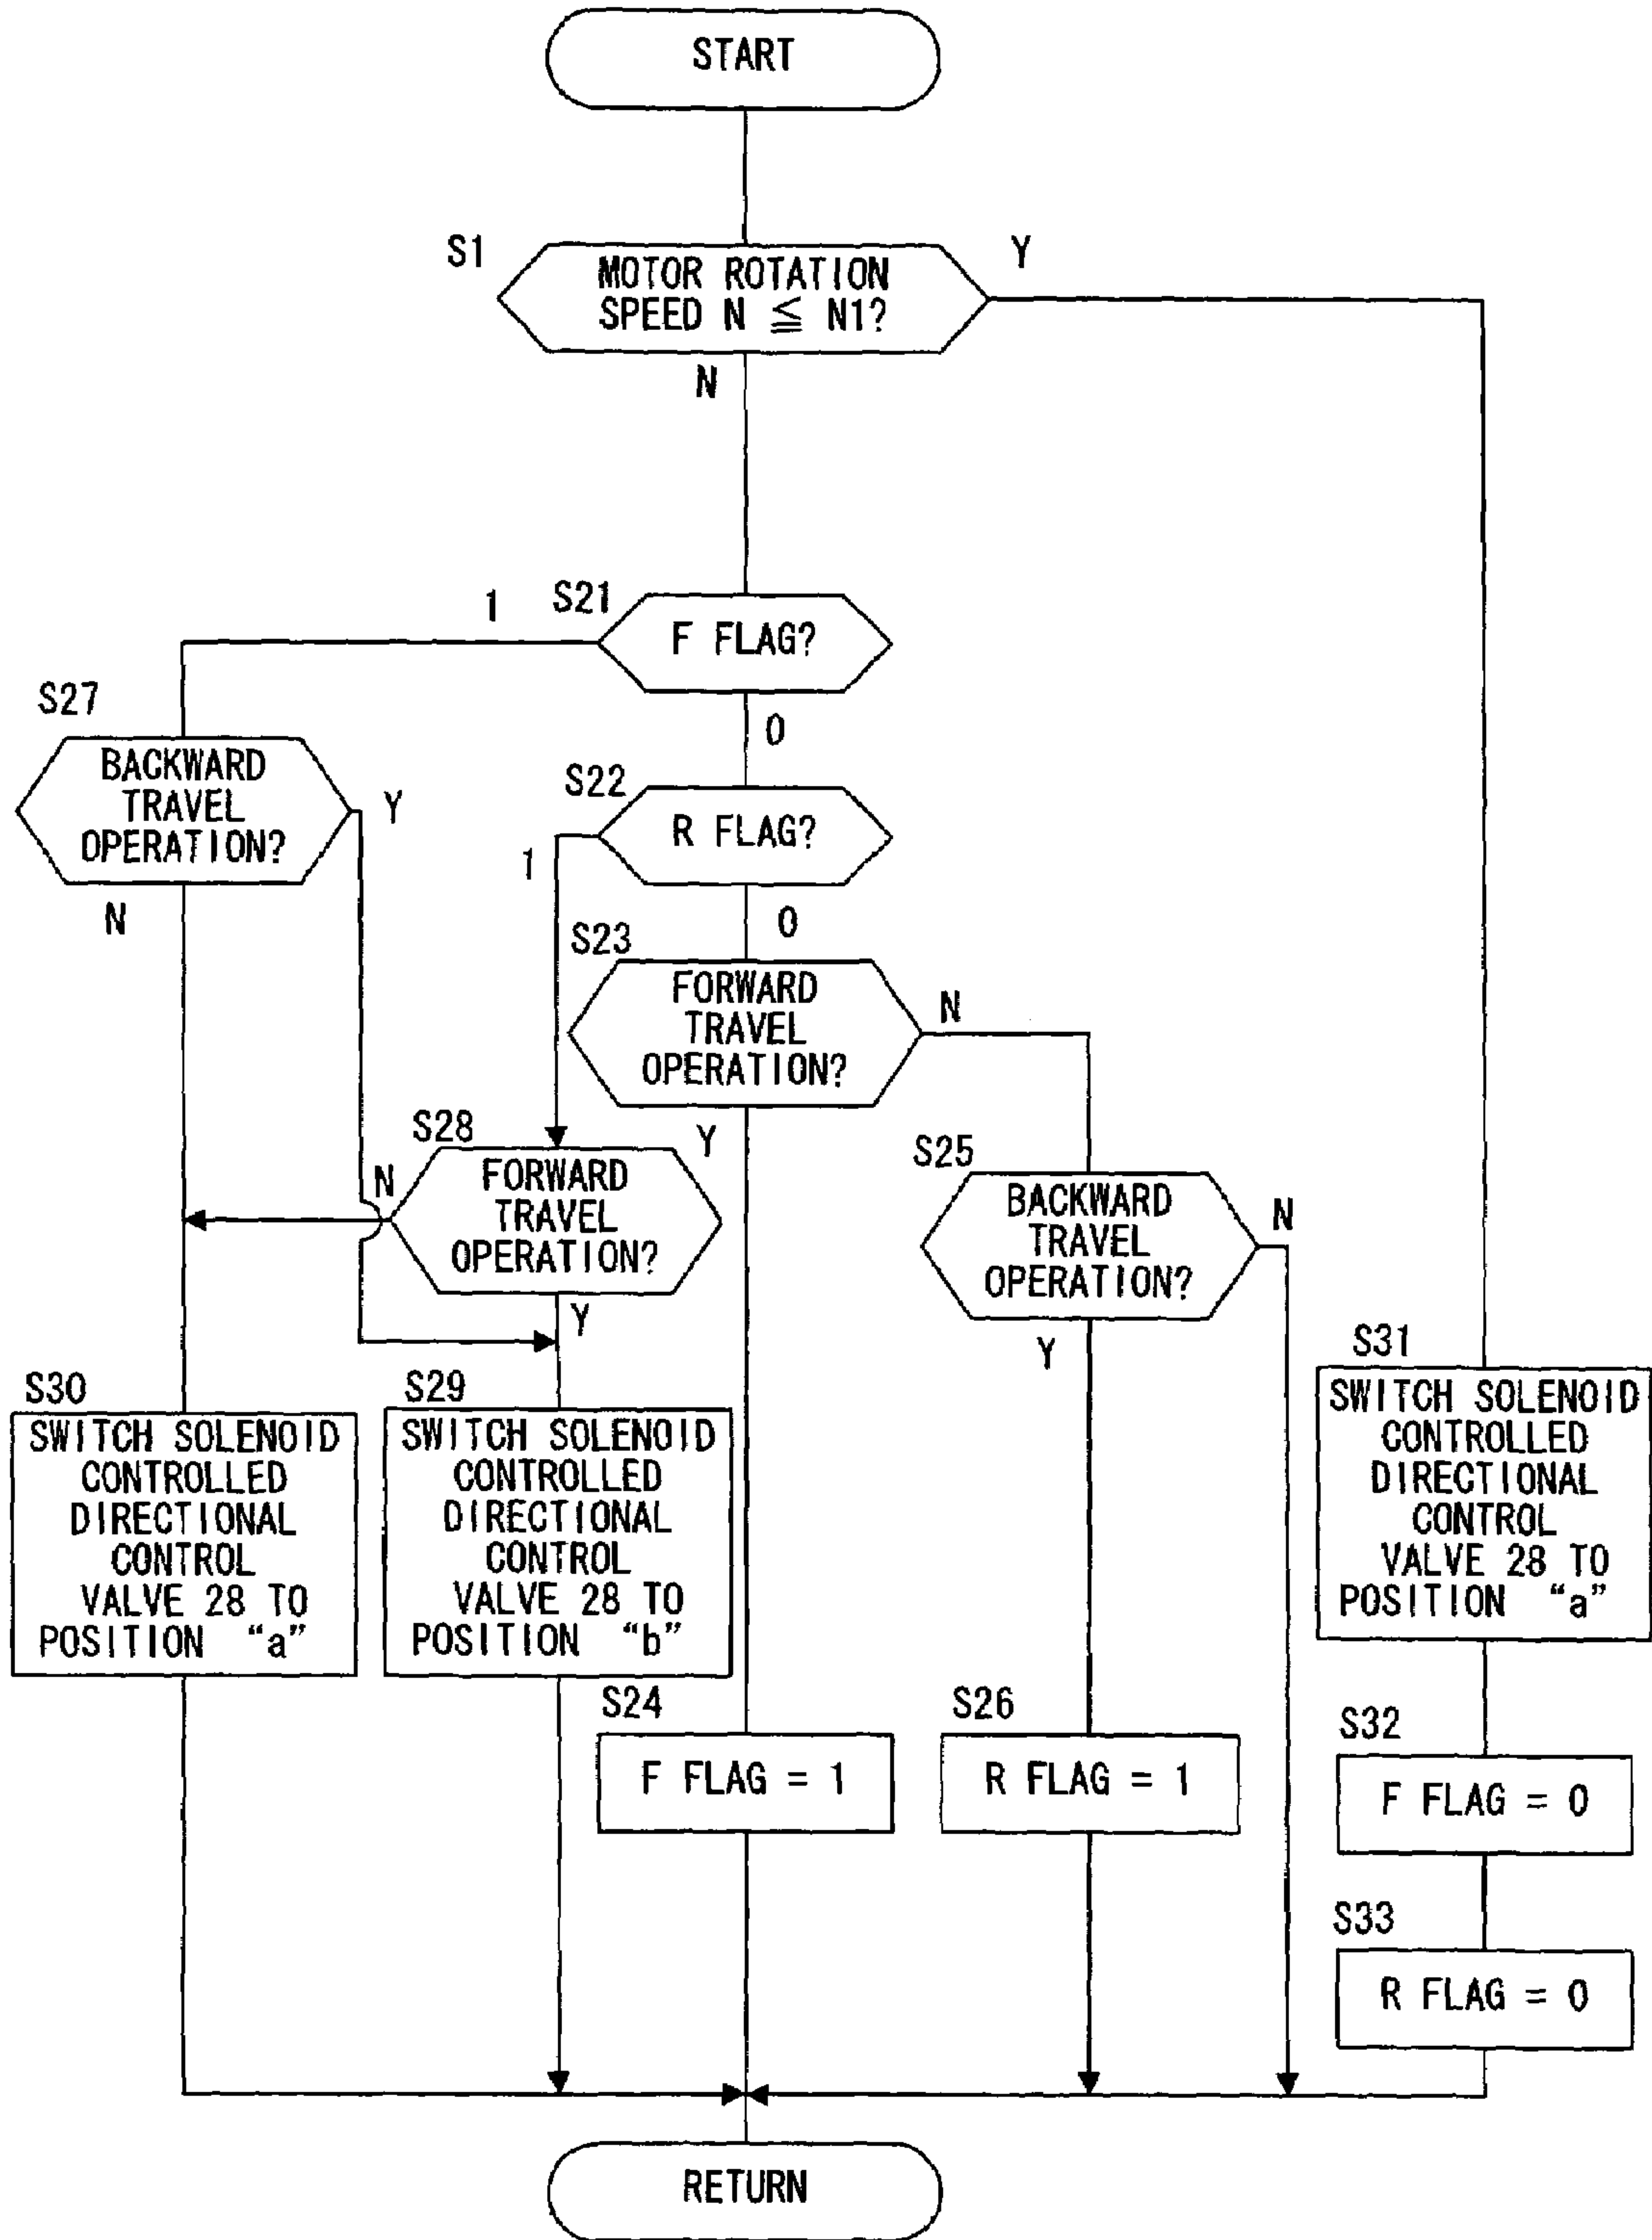 START
S1
MOTOR ROTATION
SPEED N ≦ N1?
Y
N
S21
F FLAG?
1
0
S27
BACKWARD
TRAVEL
OPERATION?
Y
N
S22
R FLAG?
1
0
S23
FORWARD
TRAVEL
OPERATION?
N
Y
S28
FORWARD
TRAVEL
OPERATION?
N
Y
S25
BACKWARD
TRAVEL
OPERATION?
N
Y
S30
SWITCH SOLENOID
CONTROLLED
DIRECTIONAL
CONTROL
VALVE 28 TO
POSITION “a”
S29
SWITCH SOLENOID
CONTROLLED
DIRECTIONAL
CONTROL
VALVE 28 TO
POSITION “b”
S31
SWITCH SOLENOID
CONTROLLED
DIRECTIONAL
CONTROL
VALVE 28 TO
POSITION “a”
S24
F FLAG = 1
S26
R FLAG = 1
S32
F FLAG = 0
S33
R FLAG = 0
RETURN